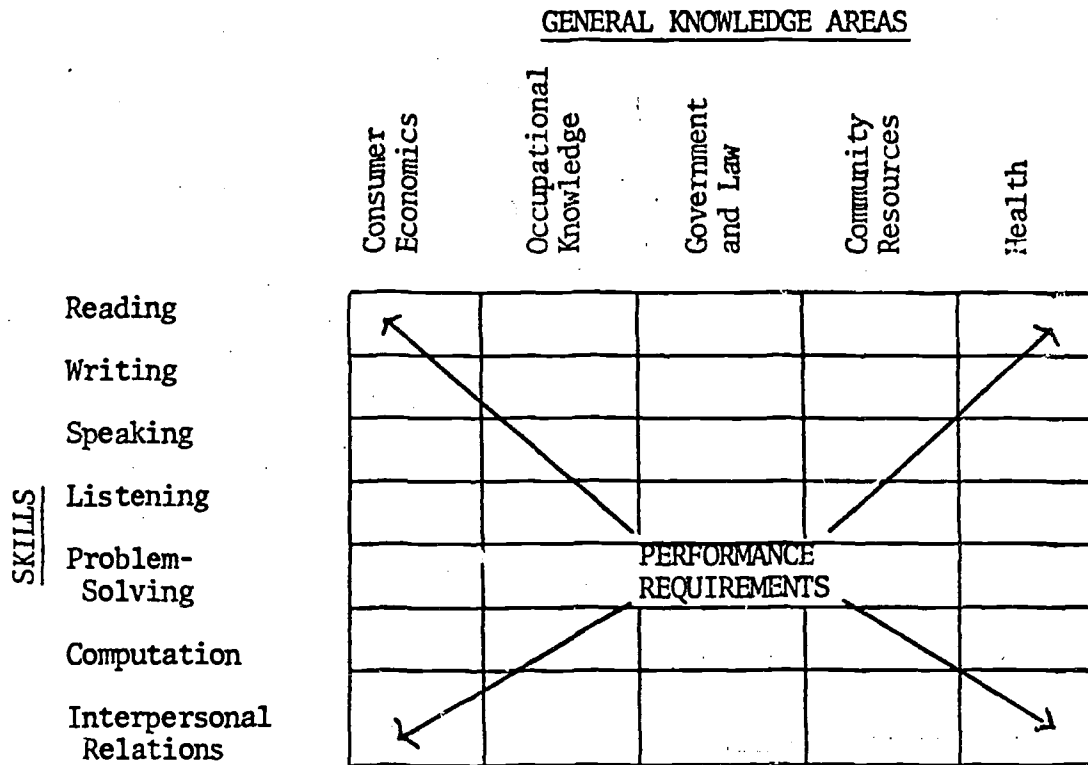 GENERAL KNOWLEDGE AREAS
Consumer
Economics
Occupational
Knowledge
Government
and Law
Community
Resources
Health
SKILLS
Reading
Writing
Speaking
Listening
Problem-
Solving
Computation
Interpersonal
Relations
PERFORMANCE
REQUIREMENTS